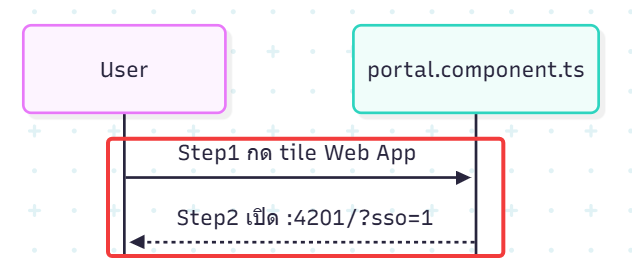 User
portal.component.ts
Step1 กด tile Web App
Step2 เปิด :4201/?sso=1